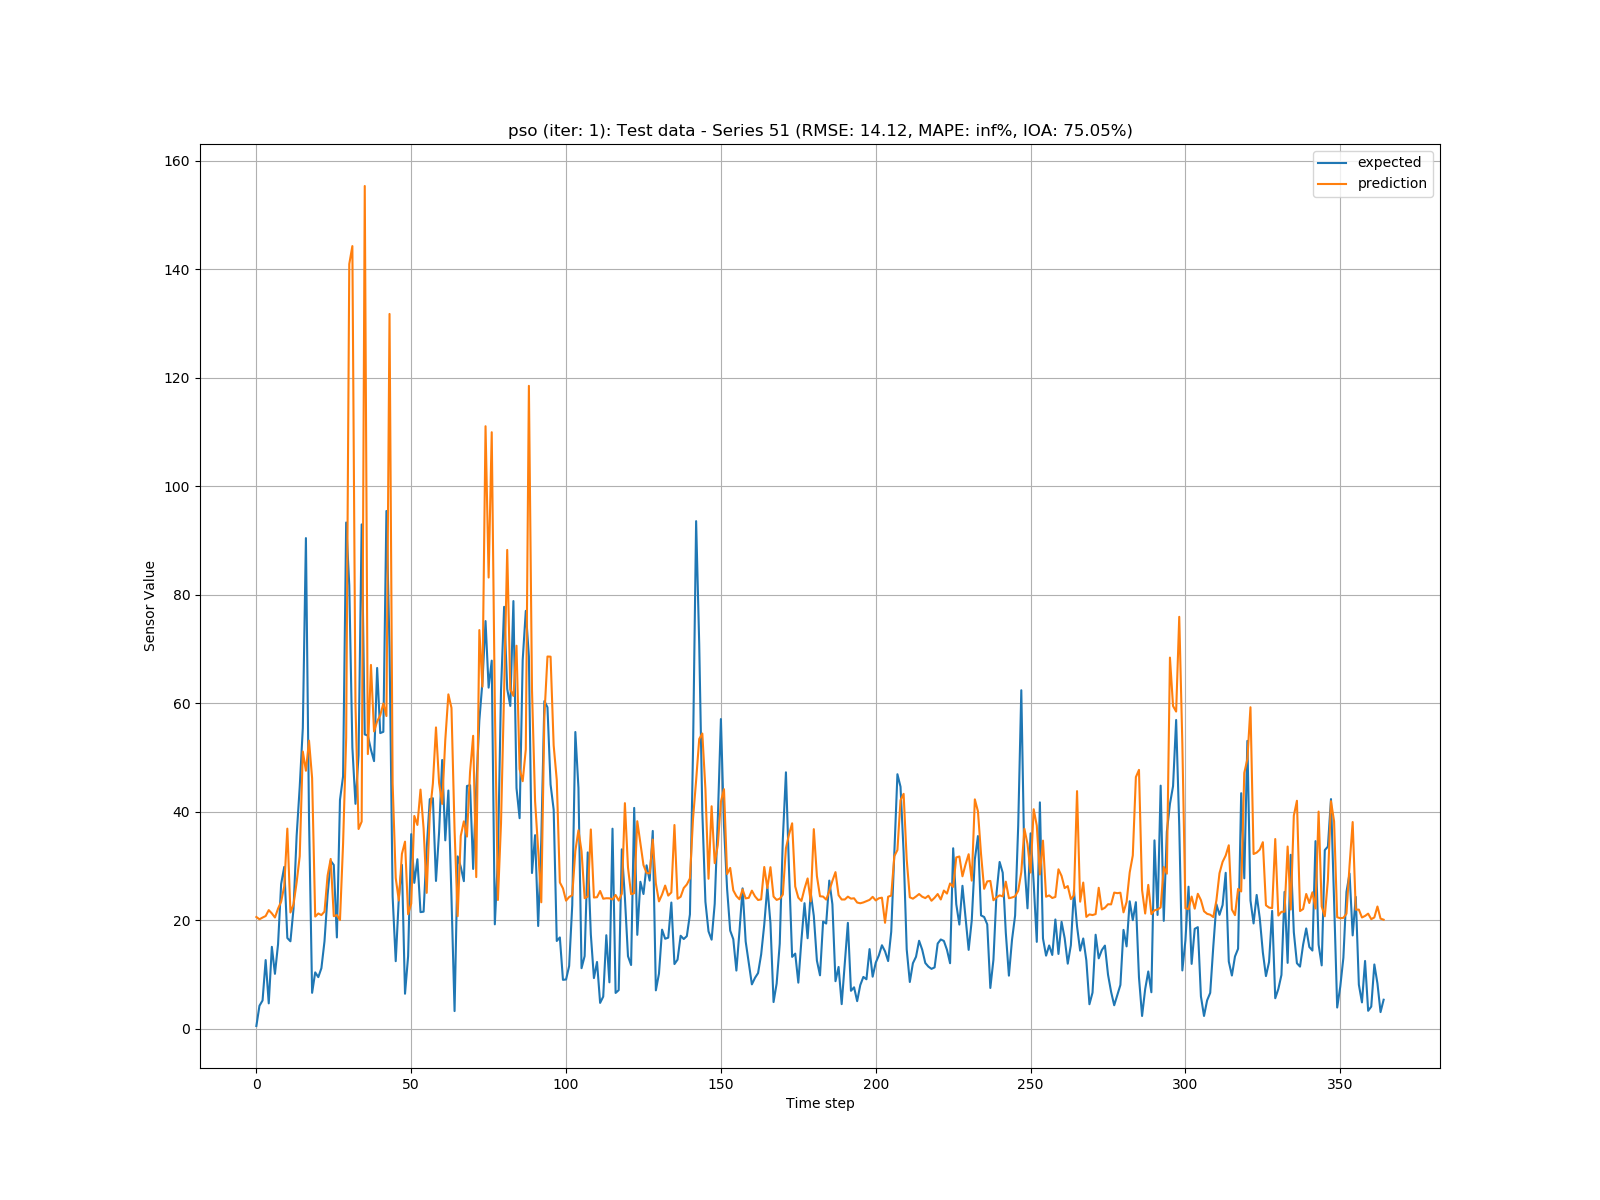 pso (iter: 1): Test data - Series 51 (RMSE: 14.12, MAPE: inf%, IOA: 75.05%)
expected
prediction
160
140
120
100
80
60
40
20
0
Sensor Value
0 50 100 150 200 250 300 350
Time step